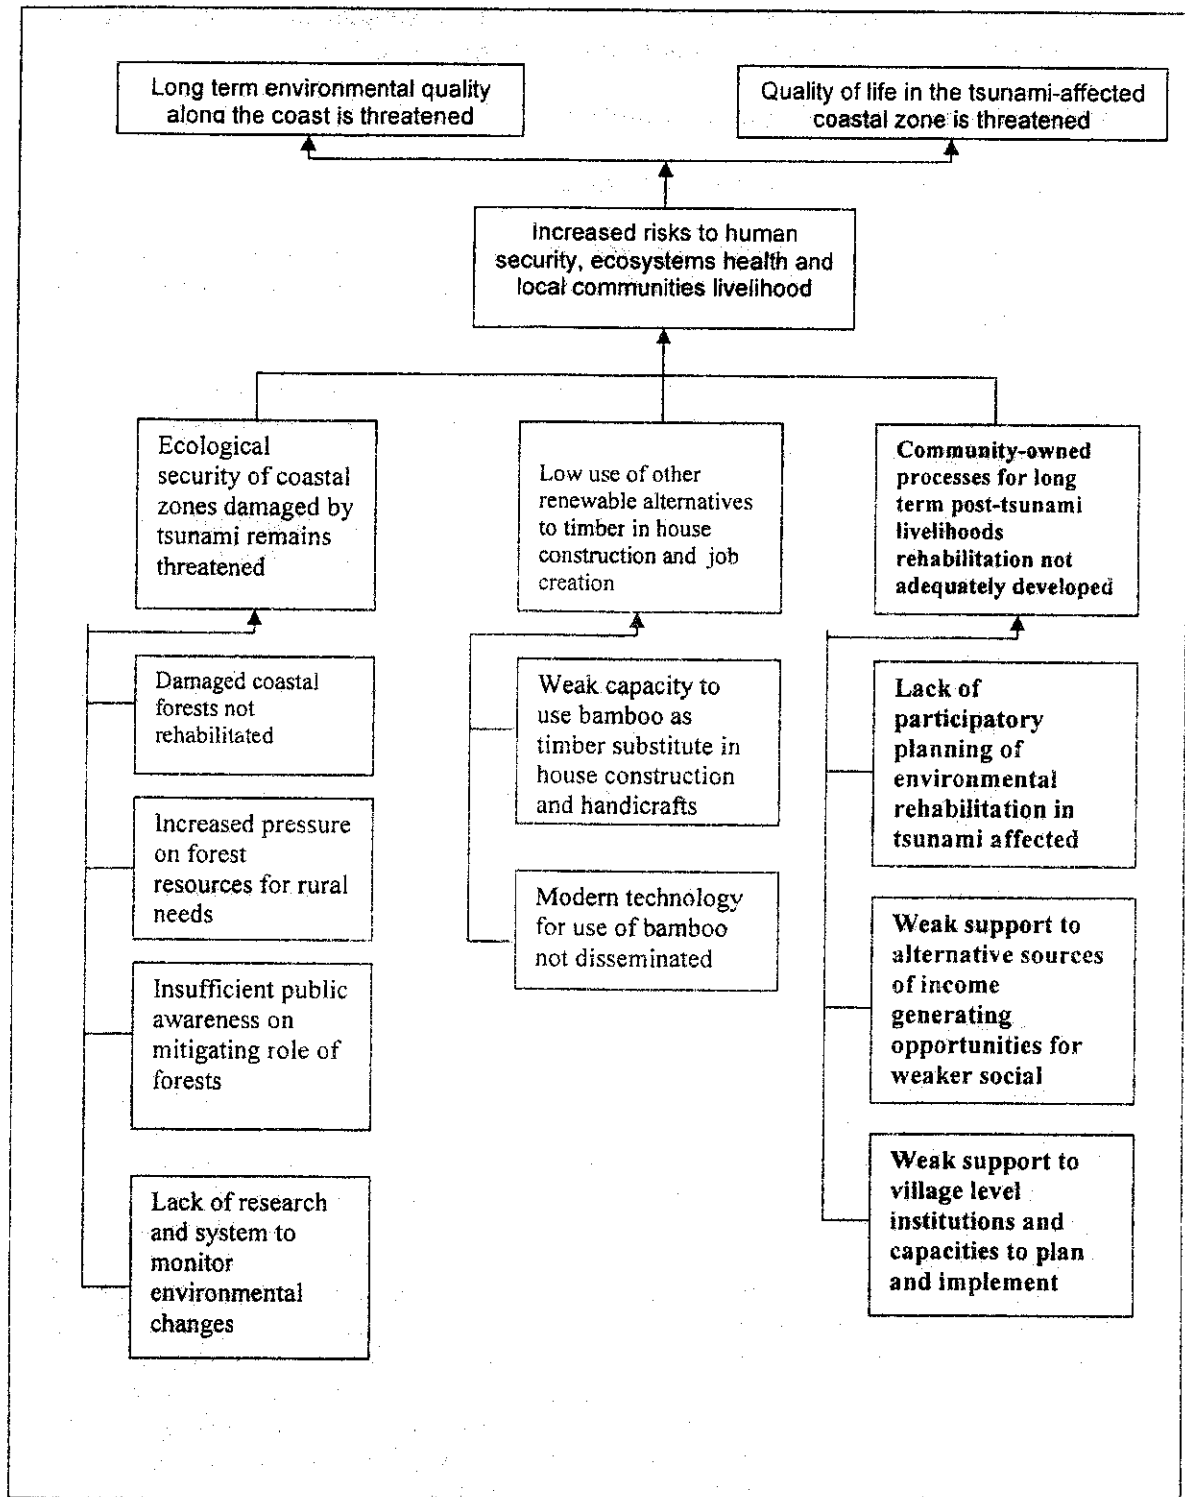 Long term environmental quality
along the coast is threatened
Quality of life in the tsunami-affected
coastal zone is threatened
Increased risks to human
security, ecosystems health and
local communities livelihood
Ecological
security of coastal
zones damaged by
tsunami remains
threatened
Low use of other
renewable alternatives
to timber in house
construction and job
creation
Community-owned
processes for long
term post-tsunami
livelihoods
rehabilitation not
adequately developed
Damaged coastal
forests not
rehabilitated
Increased pressure
on forest
resources for rural
needs
Insufficient public
awareness on
mitigating role of
forests
Lack of research
and system to
monitor
environmental
changes
Weak capacity to
use bamboo as
timber substitute in
house construction
and handicrafts
Modern technology
for use of bamboo
not disseminated
Lack of
participatory
planning of
environmental
rehabilitation in
tsunami affected
Weak support to
alternative sources
of income
generating
opportunities for
weaker social
Weak support to
village level
institutions and
capacities to plan
and implement